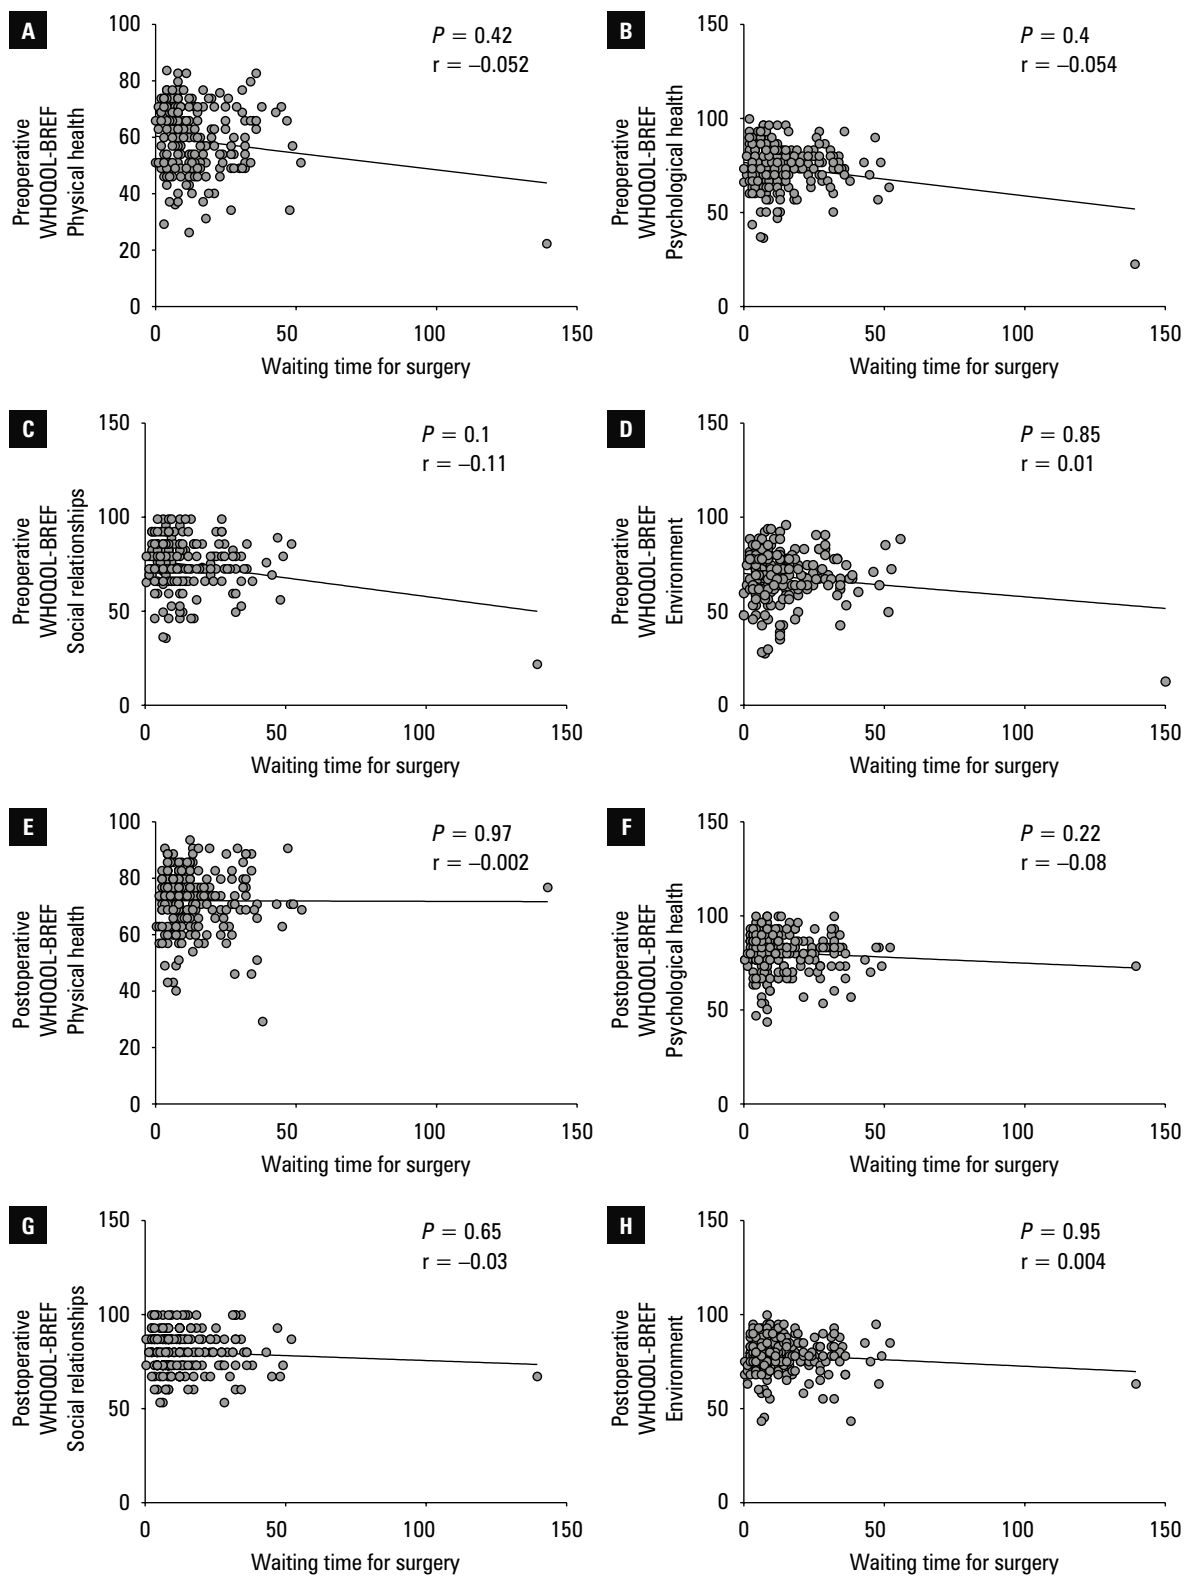 A
Preoperative
WHOQOL-BREF
Physical health
100
80
60
40
20
0
P = 0.42
r = –0.052
0 50 100 150
Waiting time for surgery
B
Preoperative
WHOQOL-BREF
Psychological health
150
100
50
0
P = 0.4
r = –0.054
0 50 100 150
Waiting time for surgery
C
Preoperative
WHOQOL-BREF
Social relationships
150
100
50
0
P = 0.1
r = –0.11
0 50 100 150
Waiting time for surgery
D
Preoperative
WHOQOL-BREF
Environment
150
100
50
0
P = 0.85
r = 0.01
0 50 100 150
Waiting time for surgery
E
Postoperative
WHOQOL-BREF
Physical health
100
80
60
40
20
0
P = 0.97
r = –0.002
0 50 100 150
Waiting time for surgery
F
Postoperative
WHOQOL-BREF
Psychological health
150
100
50
0
P = 0.22
r = –0.08
0 50 100 150
Waiting time for surgery
G
Postoperative
WHOQOL-BREF
Social relationships
150
100
50
0
P = 0.65
r = –0.03
0 50 100 150
Waiting time for surgery
H
Postoperative
WHOQOL-BREF
Environment
150
100
50
0
P = 0.95
r = 0.004
0 50 100 150
Waiting time for surgery